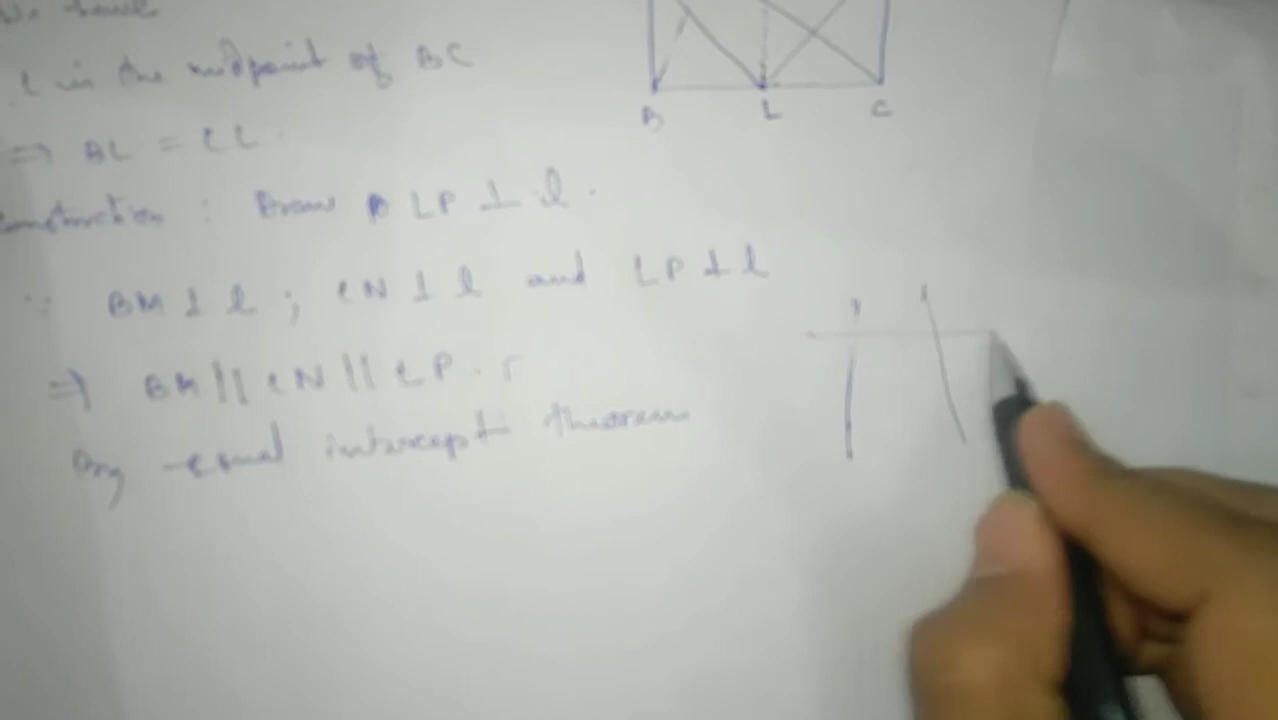 have
L is the midpoint of BC
⇒ BL = CL.
Construction : Draw LP ⊥ l.
B L C
∵ BM ⊥ l ; CN ⊥ l and LP ⊥ l
⇒ BM || CN || LP.
By equal intercept theorem